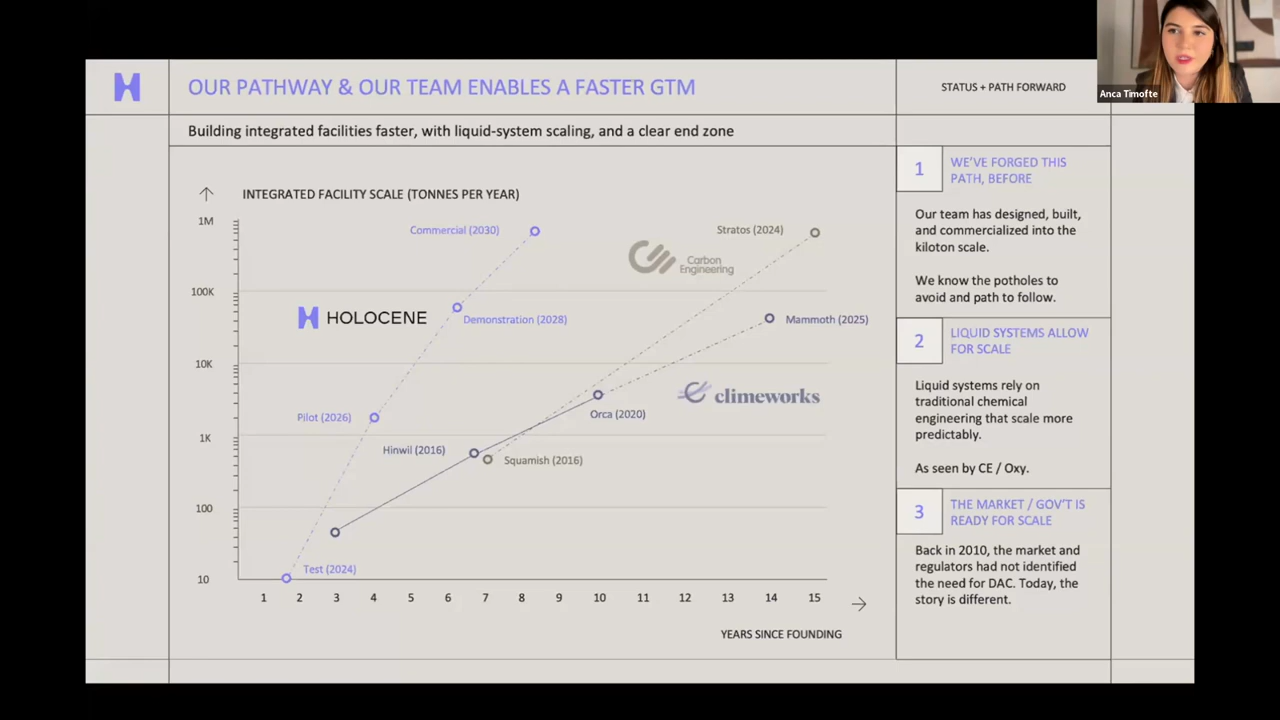 Anca Timofte
OUR PATHWAY & OUR TEAM ENABLES A FASTER GTM
STATUS + PATH FORWARD
Building integrated facilities faster, with liquid-system scaling, and a clear end zone
INTEGRATED FACILITY SCALE (TONNES PER YEAR)
1M
100K
10K
1K
100
10
Commercial (2030)
Stratos (2024)
Carbon
Engineering
HOLOCENE
Demonstration (2028)
Mammoth (2025)
climeworks
Pilot (2026)
Orca (2020)
Hinwil (2016)
Squamish (2016)
Test (2024)
1 2 3 4 5 6 7 8 9 10 11 12 13 14 15
YEARS SINCE FOUNDING
1
WE’VE FORGED THIS
PATH, BEFORE
Our team has designed, built,
and commercialized into the
kiloton scale.
We know the potholes to
avoid and path to follow.
2
LIQUID SYSTEMS ALLOW
FOR SCALE
Liquid systems rely on
traditional chemical
engineering that scale more
predictably.
As seen by CE / Oxy.
3
THE MARKET / GOV’T IS
READY FOR SCALE
Back in 2010, the market and
regulators had not identified
the need for DAC. Today, the
story is different.